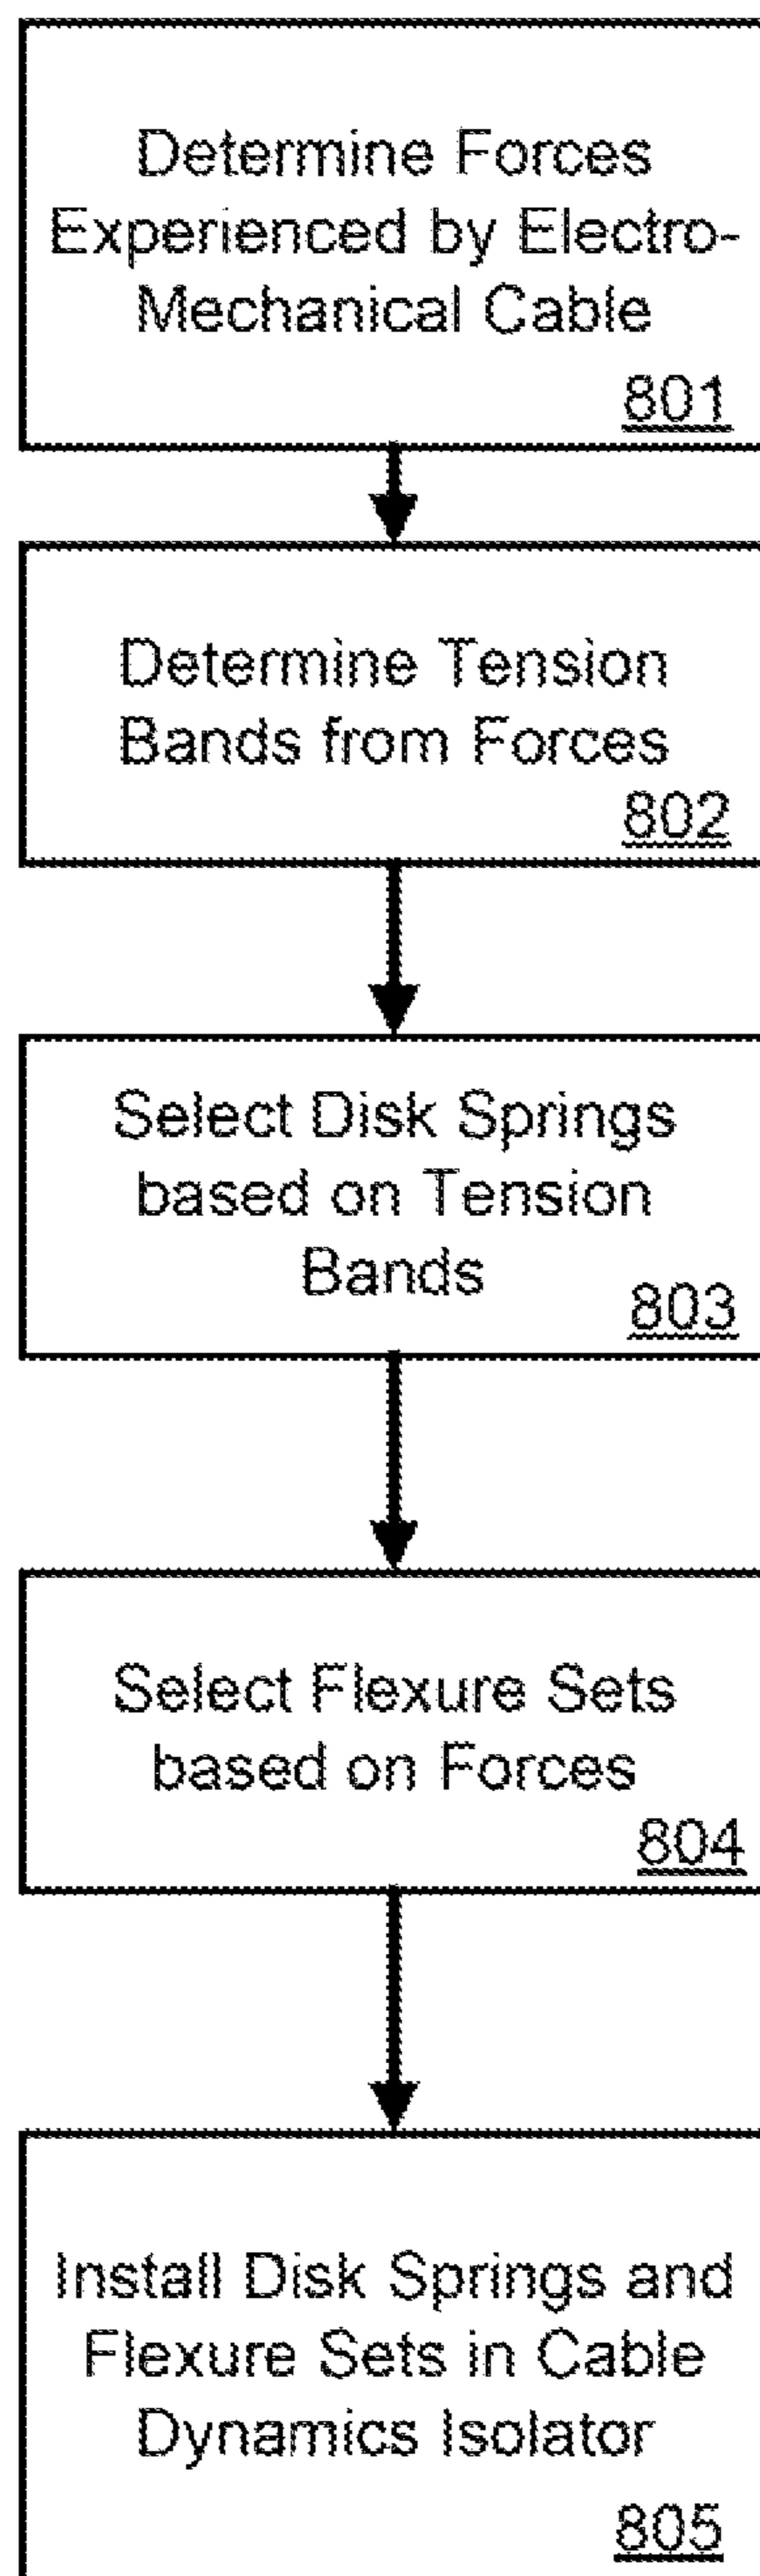 Determine Forces
Experienced by Electro-
Mechanical Cable
801
Determine Tension
Bands from Forces
802
Select Disk Springs
based on Tension
Bands
803
Select Flexure Sets
based on Forces
804
Install Disk Springs and
Flexure Sets in Cable
Dynamics Isolator
805